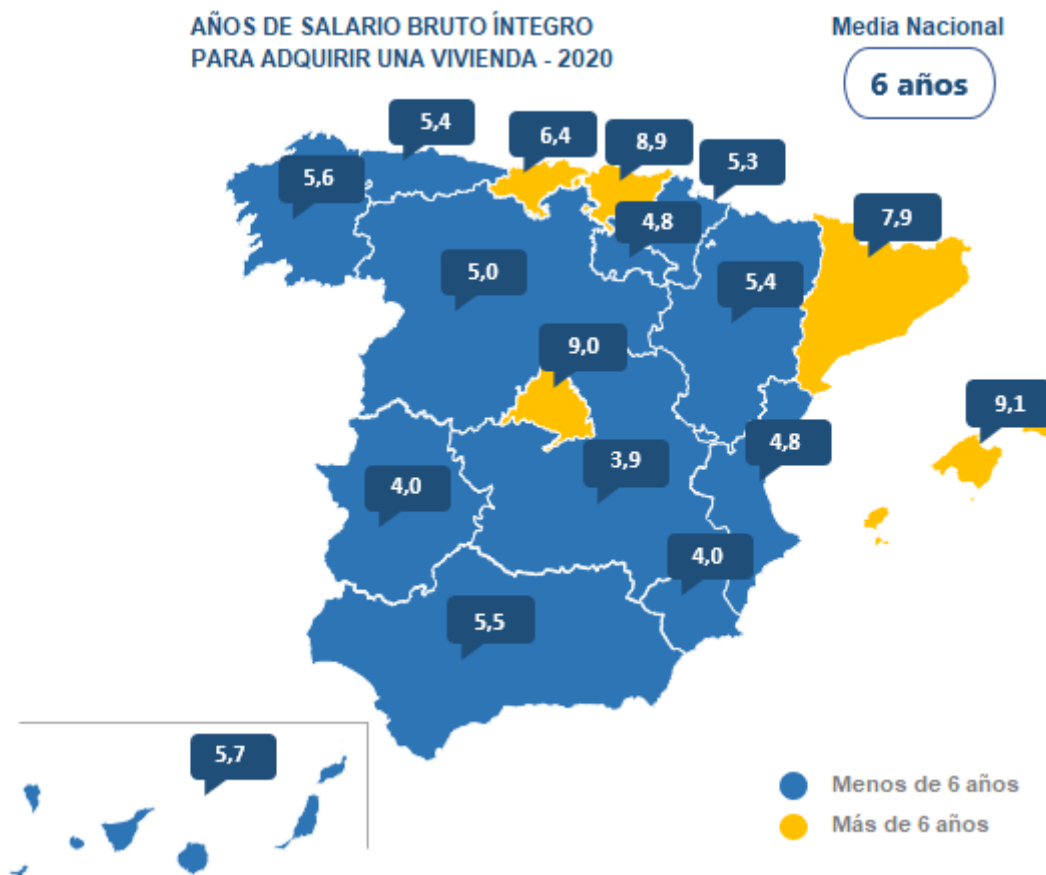 AÑOS DE SALARIO BRUTO ÍNTEGRO
PARA ADQUIRIR UNA VIVIENDA - 2020
Media Nacional
6 años
5,4
6,4
8,9
5,3
5,6
4,8
7,9
5,0
5,4
9,0
9,1
4,8
3,9
4,0
4,0
5,5
5,7
Menos de 6 años
Más de 6 años